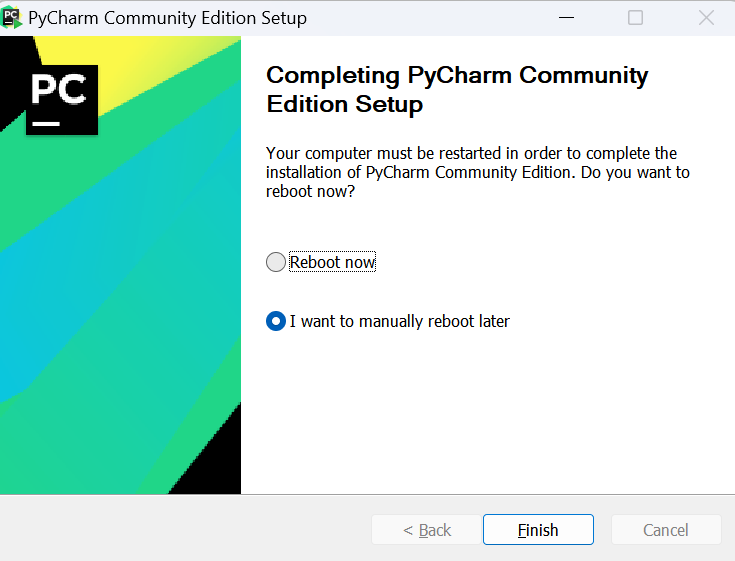 PC PyCharm Community Edition Setup
PC
Completing PyCharm Community
Edition Setup
Your computer must be restarted in order to complete the
installation of PyCharm Community Edition. Do you want to
reboot now?
Reboot now
I want to manually reboot later
< Back Finish Cancel